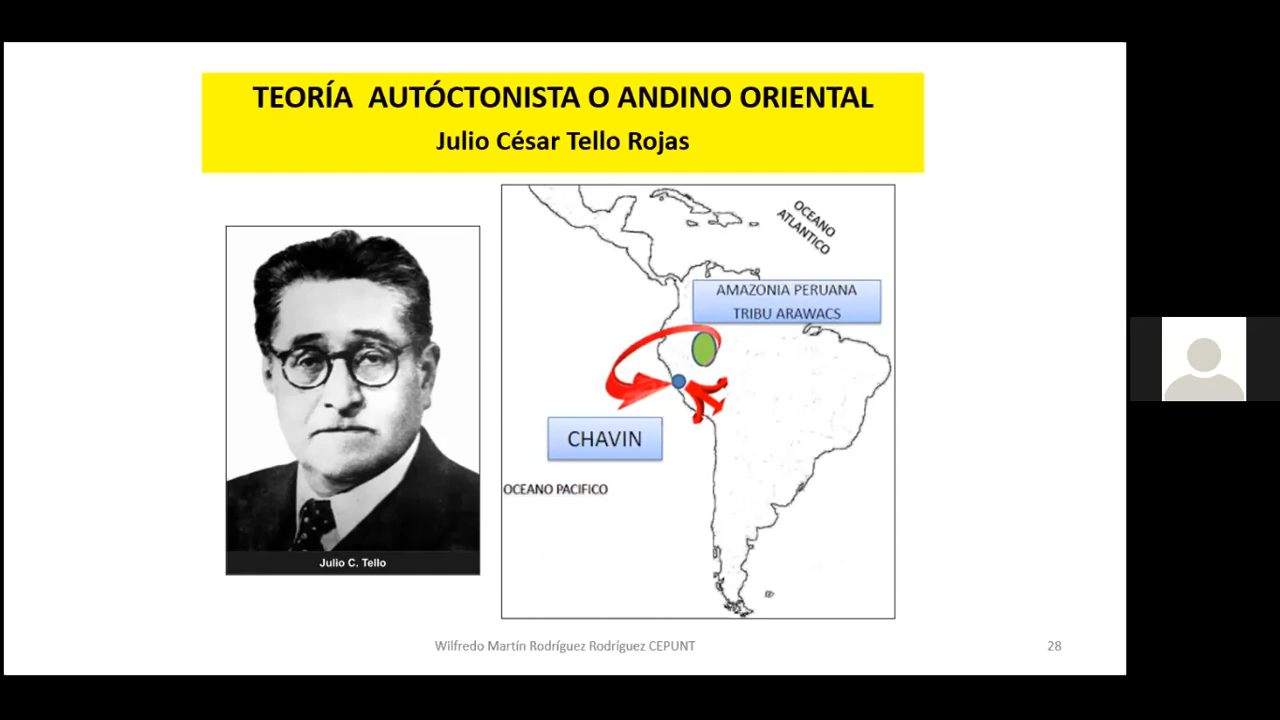 TEORÍA AUTÓCTONISTA O ANDINO ORIENTAL
Julio César Tello Rojas
OCEANO
ATLANTICO
AMAZONIA PERUANA
TRIBU ARAWACS
CHAVIN
OCEANO PACIFICO
Julio C. Tello
Wilfredo Martín Rodríguez Rodríguez CEPUNT
28